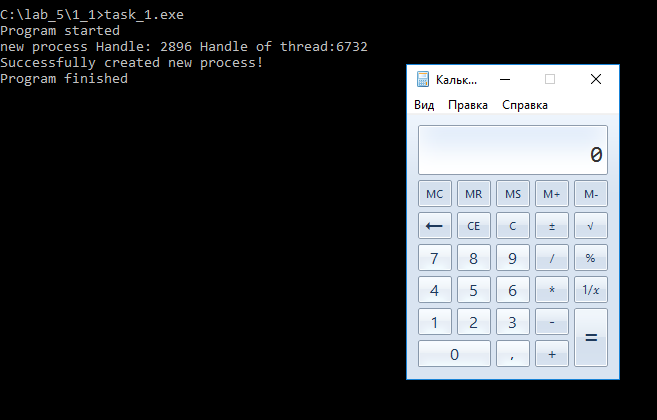 C:\lab_5\1_1>task_1.exe
Program started
new process Handle: 2896 Handle of thread:6732
Successfully created new process!
Program finished
Кальк...
Вид Правка Справка
0
MC MR MS M+ M-
← CE C ± √
7 8 9 / %
4 5 6 * 1/x
1 2 3 - =
0 , +